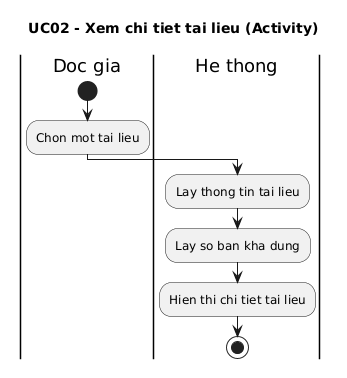 UC02 - Xem chi tiet tai lieu (Activity)
Doc gia
He thong
Chon mot tai lieu
Lay thong tin tai lieu
Lay so ban kha dung
Hien thi chi tiet tai lieu